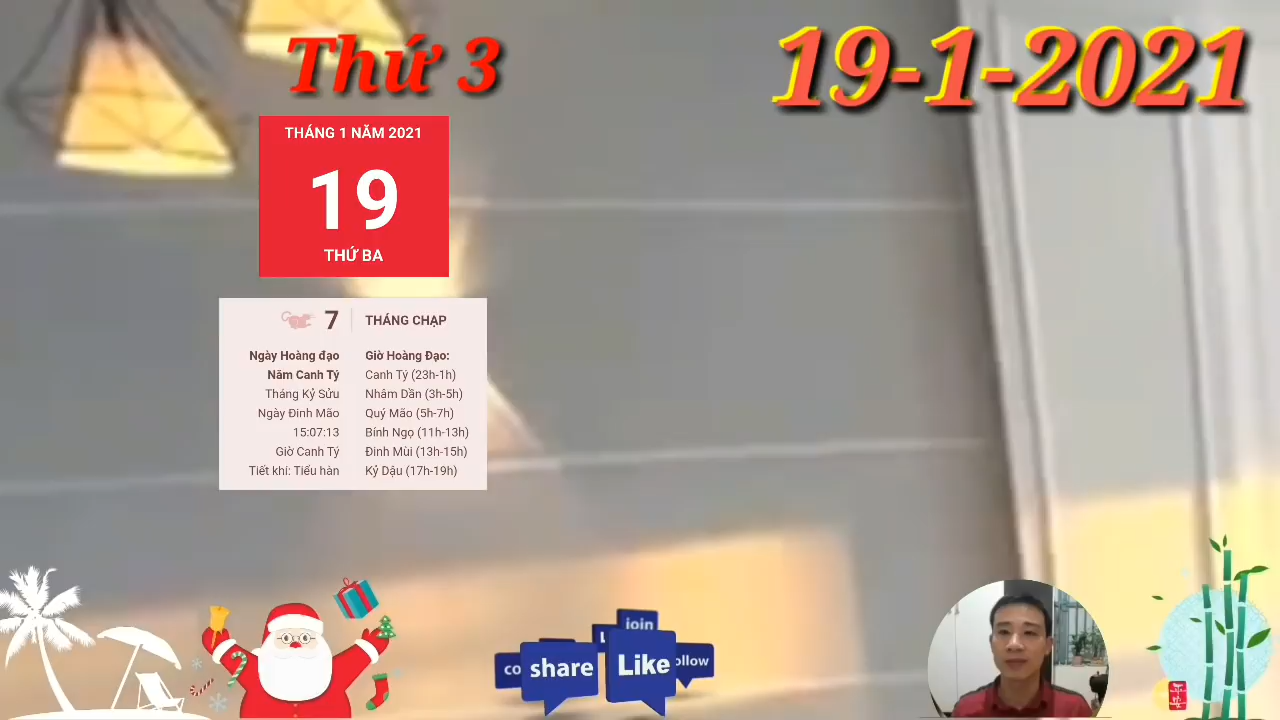 Thứ 3
19-1-2021
THÁNG 1 NĂM 2021
19
THỨ BA
7
THÁNG CHẠP
Ngày Hoàng đạo
Năm Canh Tý
Tháng Kỷ Sửu
Ngày Đinh Mão
15:07:13
Giờ Canh Tý
Tiết khí: Tiểu hàn
Giờ Hoàng Đạo:
Canh Tý (23h-1h)
Nhâm Dần (3h-5h)
Quý Mão (5h-7h)
Bính Ngọ (11h-13h)
Đinh Mùi (13h-15h)
Kỷ Dậu (17h-19h)
join
co share Like ollow